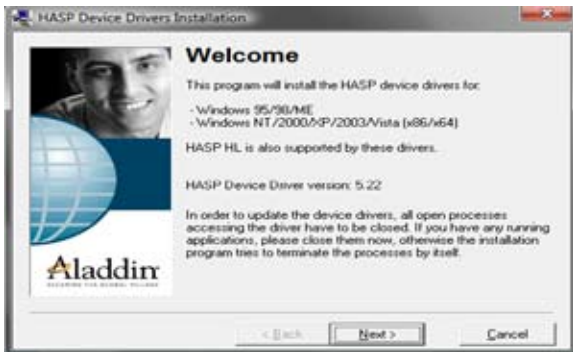 HASP Device Drivers Installation
Welcome
This program will install the HASP device drivers for:
- Windows 95/98/ME
- Windows NT/2000/XP/2003/Vista (x86/x64)
HASP HL is also supported by these drivers.
HASP Device Driver version: 5.22
In order to update the device drivers, all open processes
accessing the driver have to be closed. If you have any running
applications, please close them now, otherwise the installation
program tries to terminate the processes by itself.
Aladdin
SECURING THE GLOBAL VILLAGE
< Back
Next >
Cancel